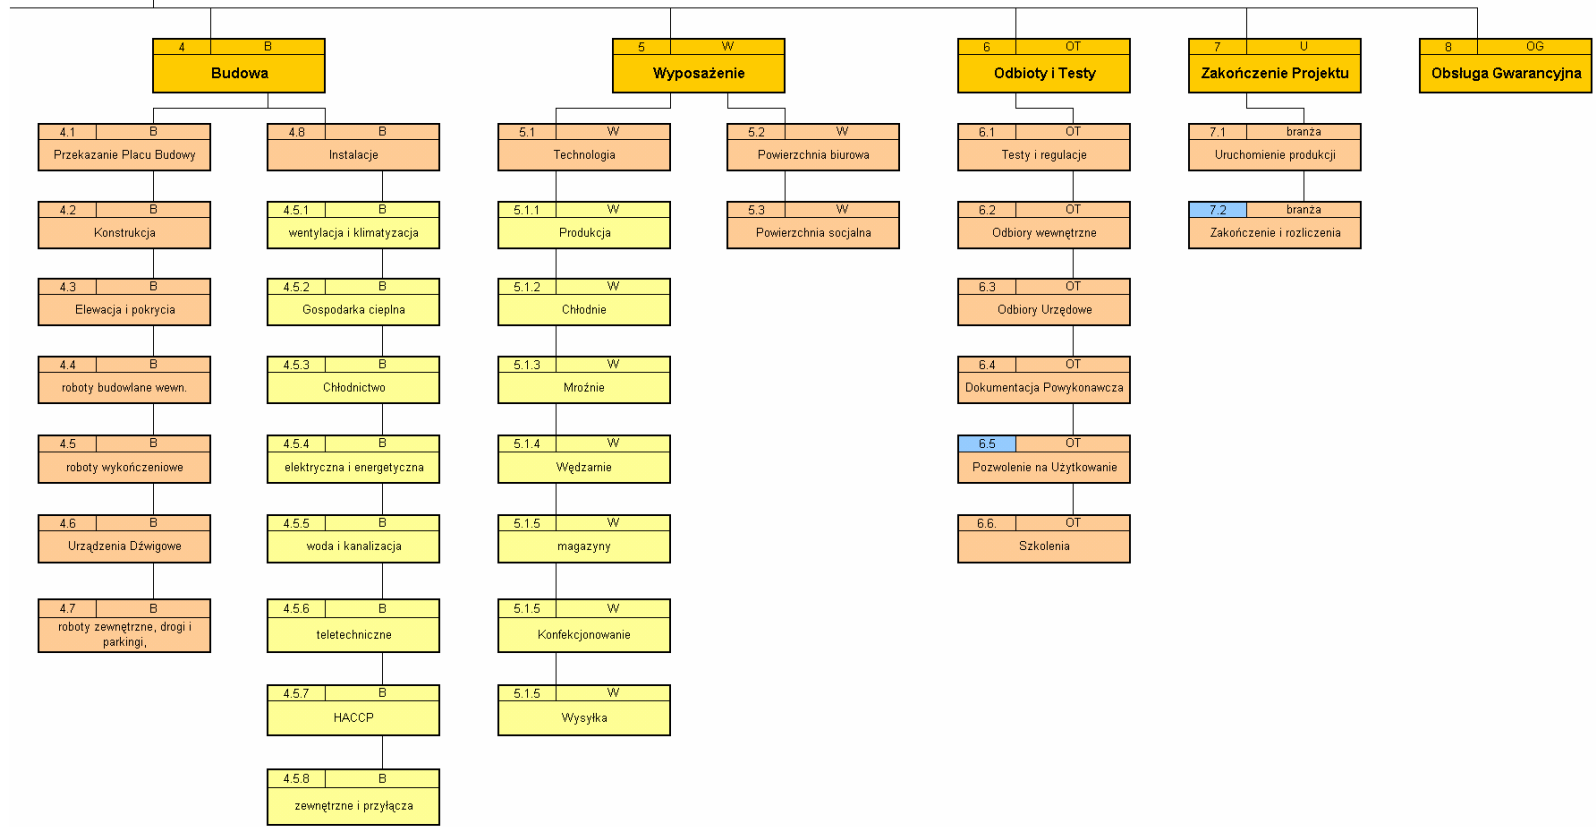 4 B
Budowa
4.1 B
Przekazanie Placu Budowy
4.2 B
Konstrukcja
4.3 B
Elewacja i pokrycia
4.4 B
roboty budowlane wewn.
4.5 B
roboty wykończeniowe
4.6 B
Urządzenia Dźwigowe
4.7 B
roboty zewnętrzne, drogi i
parkingi,
4.8 B
Instalacje
4.5.1 B
wentylacja i klimatyzacja
4.5.2 B
Gospodarka cieplna
4.5.3 B
Chłodnictwo
4.5.4 B
elektryczna i energetyczna
4.5.5 B
woda i kanalizacja
4.5.6 B
teletechniczne
4.5.7 B
HACCP
4.5.8 B
zewnętrzne i przyłącza
5 W
Wyposażenie
5.1 W
Technologia
5.1.1 W
Produkcja
5.1.2 W
Chłodnie
5.1.3 W
Mroźnie
5.1.4 W
Wędzarnie
5.1.5 W
magazyny
5.1.5 W
Konfekcjonowanie
5.1.5 W
Wysyłka
5.2 W
Powierzchnia biurowa
5.3 W
Powierzchnia socjalna
6 OT
Odbioty i Testy
6.1 OT
Testy i regulacje
6.2 OT
Odbiory wewnętrzne
6.3 OT
Odbiory Urzędowe
6.4 OT
Dokumentacja Powykonawcza
6.5 OT
Pozwolenie na Użytkowanie
6.6. OT
Szkolenia
7 U
Zakończenie Projektu
7.1 branża
Uruchomienie produkcji
7.2 branża
Zakończenie i rozliczenia
8 OG
Obsługa Gwarancyjna